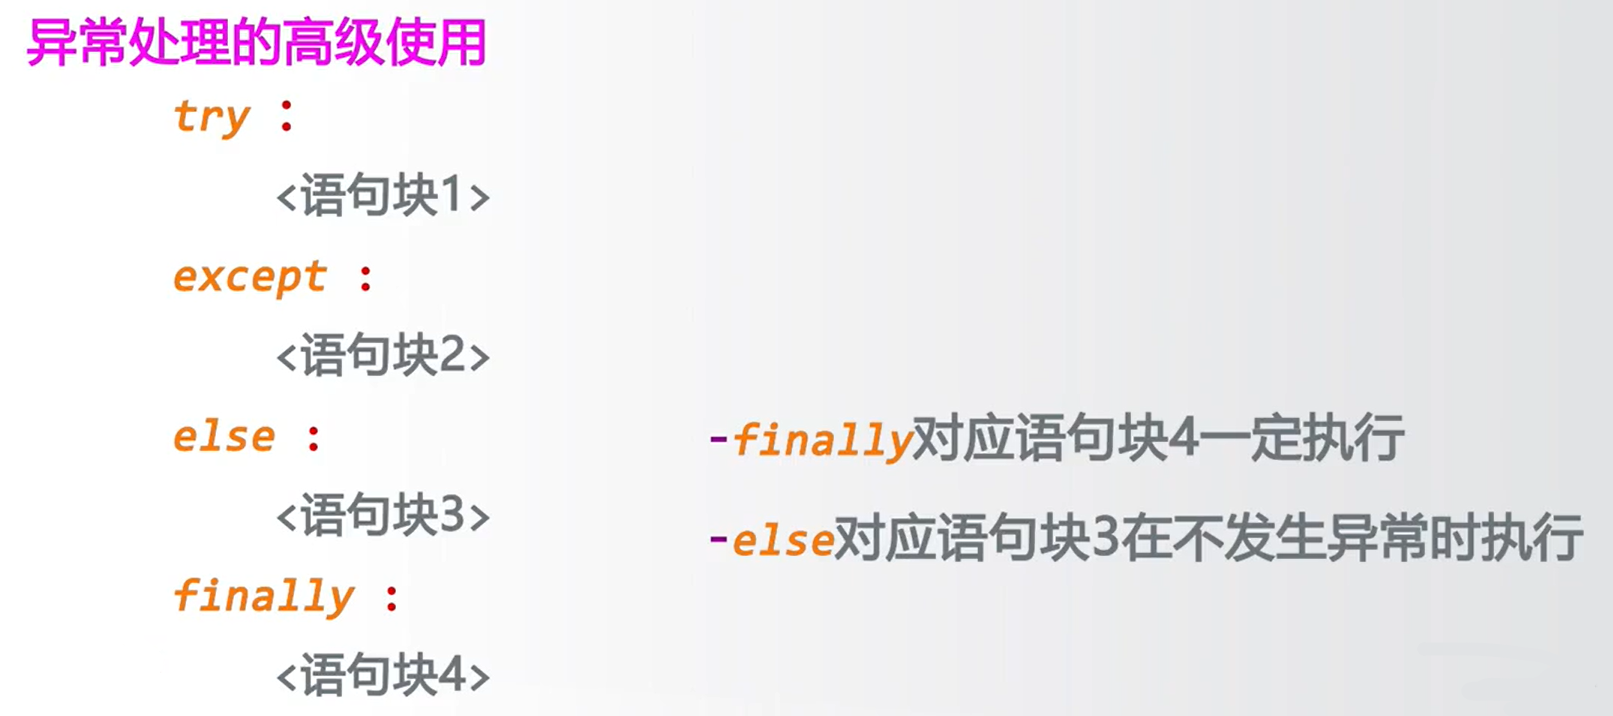 异常处理的高级使用
try :
<语句块1>
except :
<语句块2>
else :
<语句块3>
finally :
<语句块4>
-finally对应语句块4一定执行
-else对应语句块3在不发生异常时执行